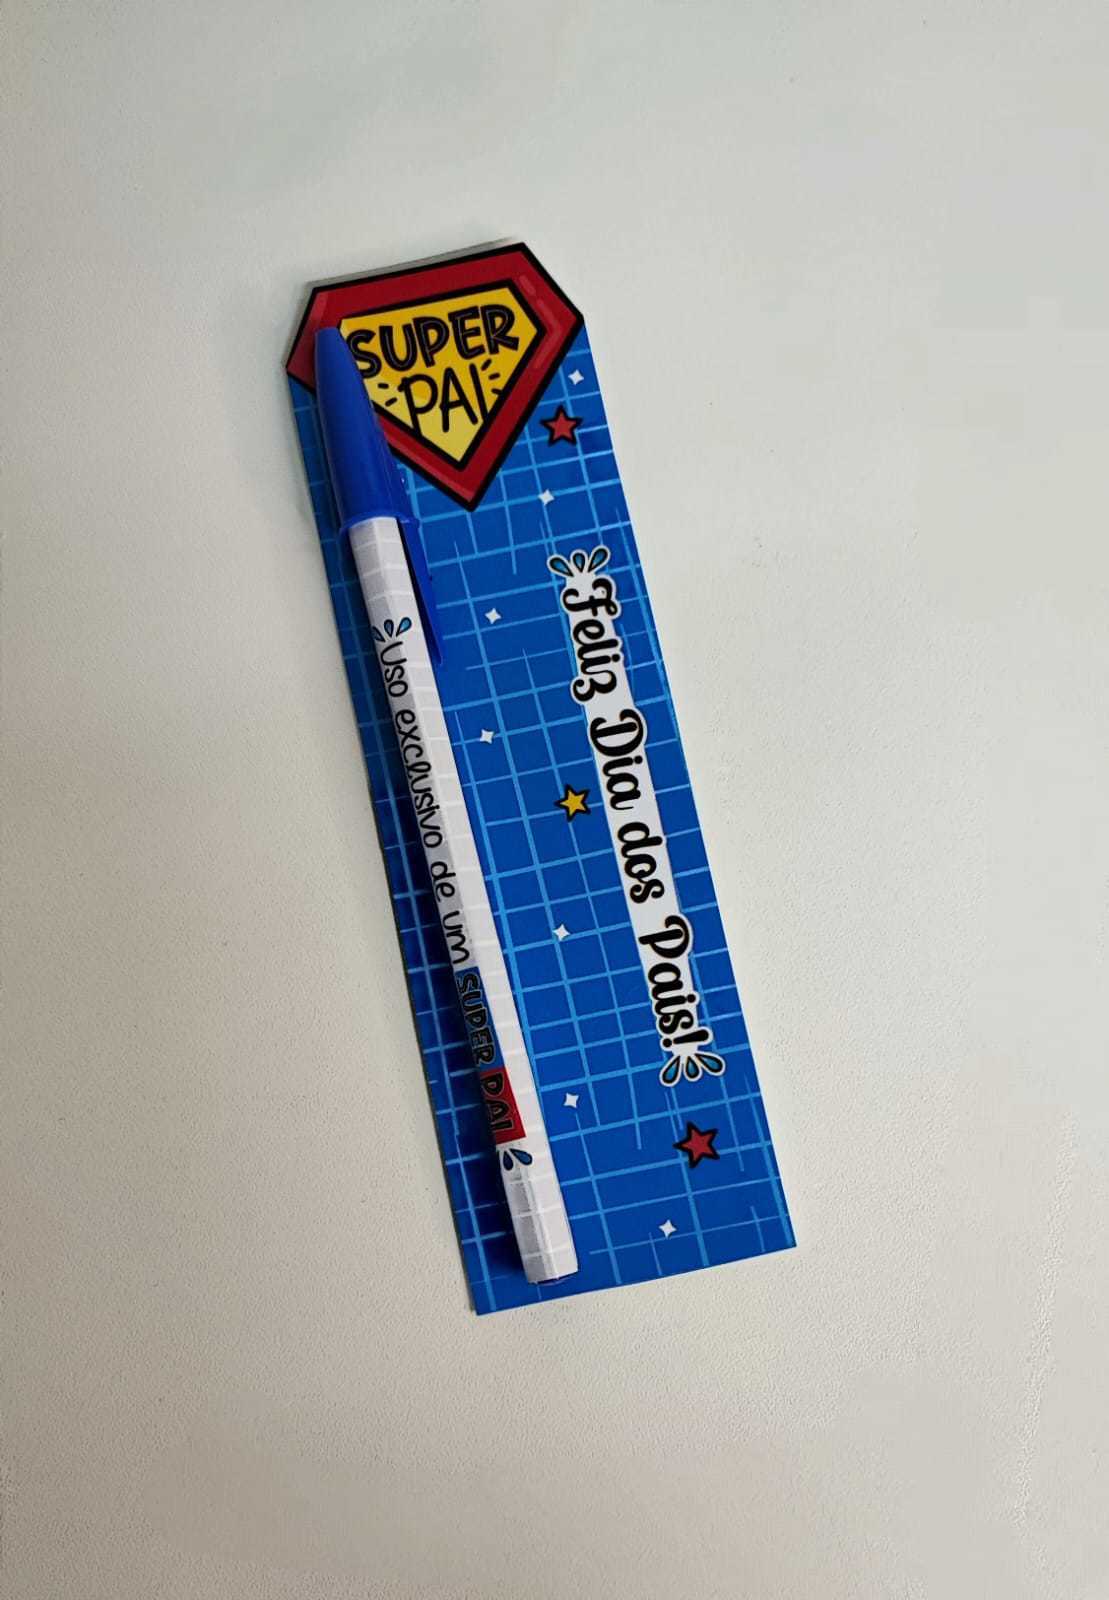 SUPER
PAI
Feliz Dia dos Pais!
Uso exclusivo de um SUPER PAI